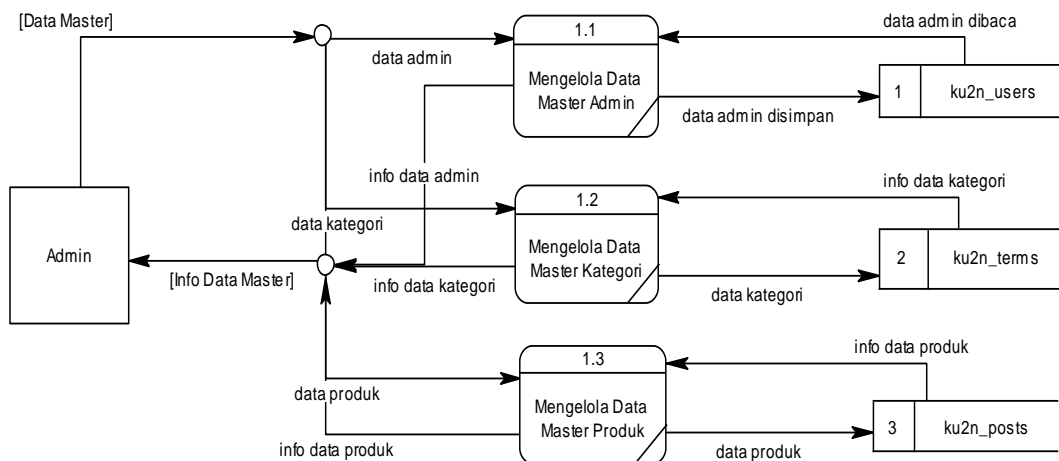 [Data Master]
data admin
1.1
Mengelola Data
Master Admin
data admin dibaca
1
ku2n_users
data admin disimpan
info data admin
Admin
data kategori
1.2
Mengelola Data
Master Kategori
info data kategori
2
ku2n_terms
[Info Data Master]
info data kategori
data kategori
1.3
Mengelola Data
Master Produk
info data produk
data produk
3
ku2n_posts
info data produk
data produk